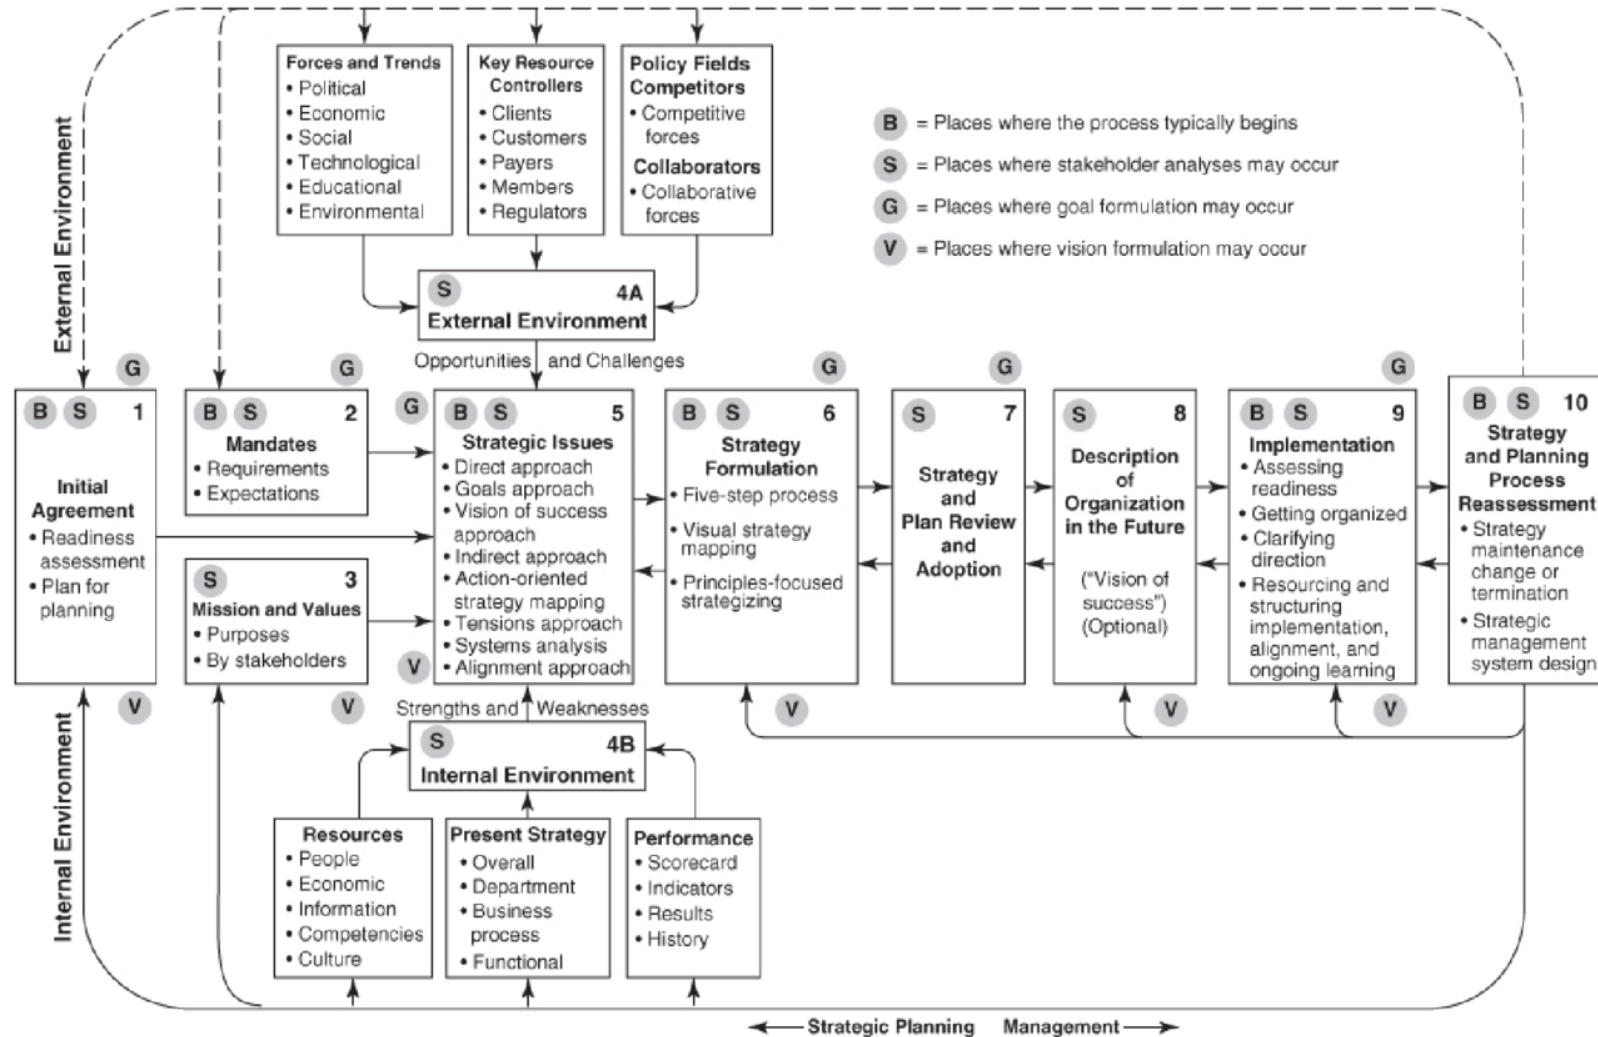 Forces and Trends
• Political
• Economic
• Social
• Technological
• Educational
• Environmental
Key Resource
Controllers
• Clients
• Customers
• Payers
• Members
• Regulators
Policy Fields
Competitors
• Competitive
forces
Collaborators
• Collaborative
forces
B = Places where the process typically begins
S = Places where stakeholder analyses may occur
G = Places where goal formulation may occur
V = Places where vision formulation may occur
External Environment
S 4A
External Environment
Opportunities and Challenges
G
B S 1
Initial
Agreement
• Readiness
assessment
• Plan for
planning
V
G
B S 2
Mandates
• Requirements
• Expectations
S 3
Mission and Values
• Purposes
• By stakeholders
V
G
B S 5
Strategic Issues
• Direct approach
• Goals approach
• Vision of success
approach
• Indirect approach
• Action-oriented
strategy mapping
• Tensions approach
• Systems analysis
• Alignment approach
V
G
B S 6
Strategy
Formulation
• Five-step process
• Visual strategy
mapping
• Principles-focused
strategizing
V
G
S 7
Strategy
and
Plan Review
and
Adoption
S 8
Description
of
Organization
in the Future
("Vision of
success")
(Optional)
V
G
B S 9
Implementation
• Assessing
readiness
• Getting organized
• Clarifying
direction
• Resourcing and
structuring
implementation,
alignment, and
ongoing learning
V
B S 10
Strategy
and Planning
Process
Reassessment
• Strategy
maintenance
change or
termination
• Strategic
management
system design
Internal Environment
Strengths and Weaknesses
S 4B
Internal Environment
Resources
• People
• Economic
• Information
• Competencies
• Culture
Present Strategy
• Overall
• Department
• Business
process
• Functional
Performance
• Scorecard
• Indicators
• Results
• History
Strategic Planning Management